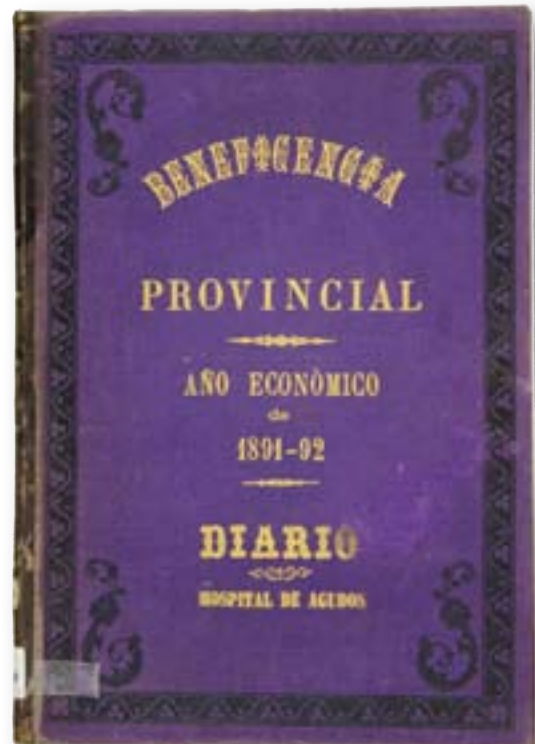 BENEFICENCIA
PROVINCIAL
AÑO ECONÒMICO
de
1891-92
DIARIO
HOSPITAL DE AGUDOS